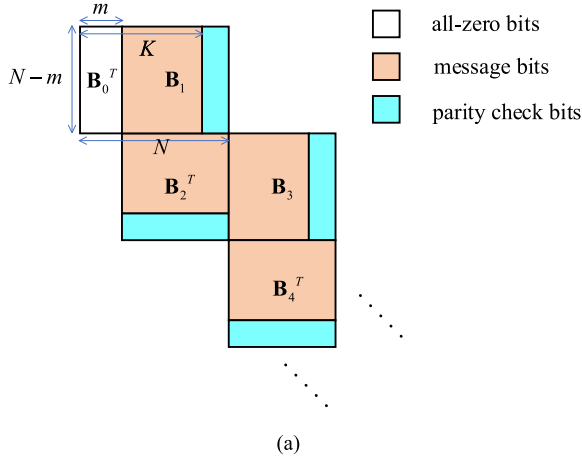 m
all-zero bits
K
N − m
B₀ᵀ
B₁
message bits
parity check bits
N
B₂ᵀ
B₃
B₄ᵀ
(a)